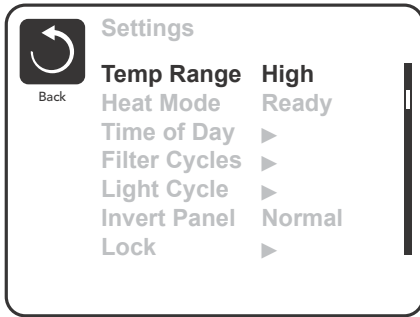 Settings
Back
Temp Range High
Heat Mode Ready
Time of Day ▶
Filter Cycles ▶
Light Cycle ▶
Invert Panel Normal
Lock ▶